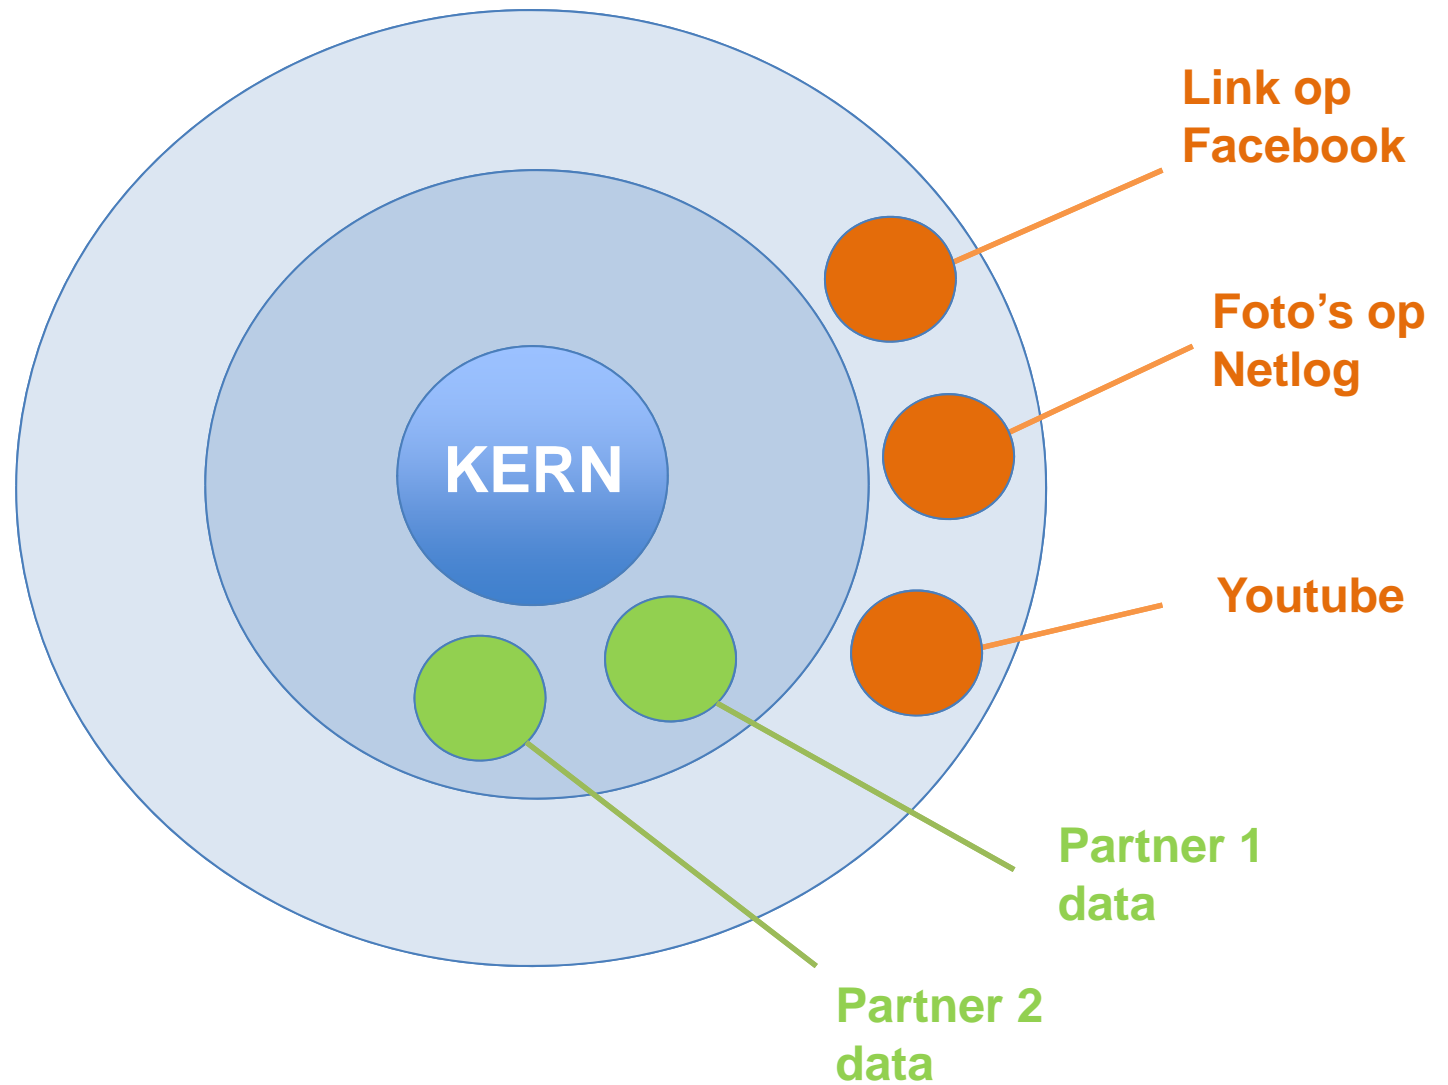 Link op
Facebook
Foto’s op
Netlog
KERN
Youtube
Partner 1
data
Partner 2
data